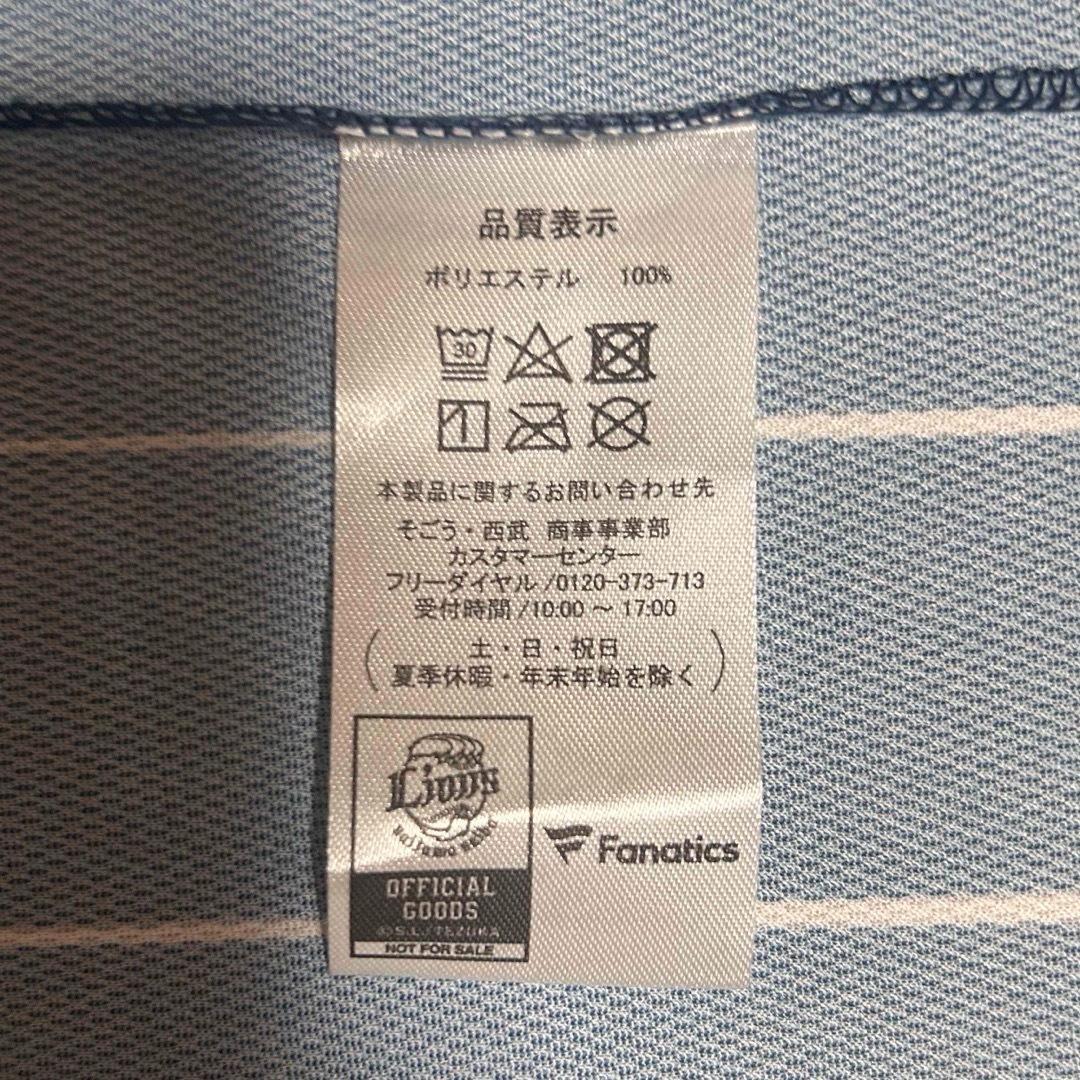 品質表示
ポリエステル 100%
30
本製品に関するお問い合わせ先
そごう・西武 商事事業部
カスタマーセンター
フリーダイヤル/0120-373-713
受付時間/10:00~17:00
(土・日・祝日
夏季休暇・年末年始を除く)
Lions
OFFICIAL
GOODS
©S.L/TEZUKA
NOT FOR SALE
Fanatics